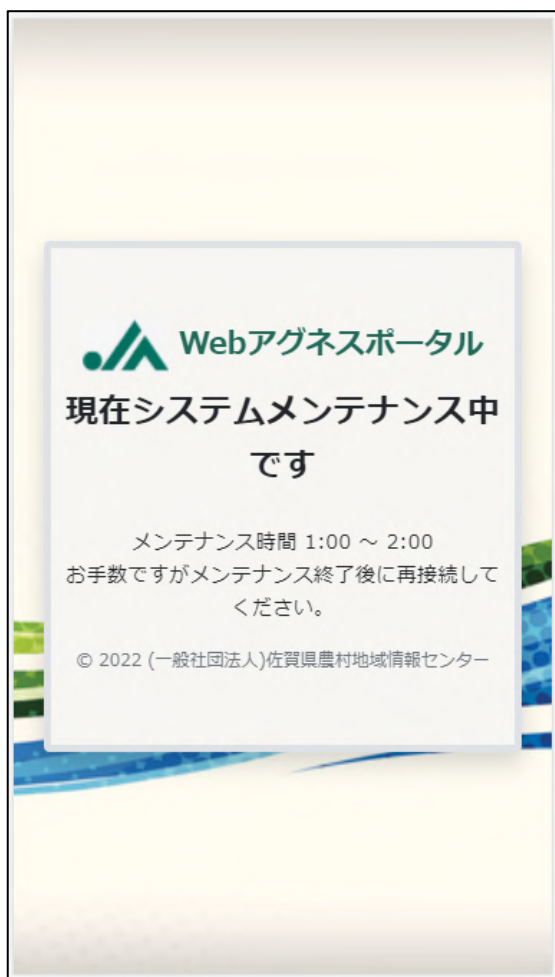 Webアグネスポータル
現在システムメンテナンス中
です
メンテナンス時間 1:00 ～ 2:00
お手数ですがメンテナンス終了後に再接続して
ください。
© 2022 (一般社団法人)佐賀県農村地域情報センター